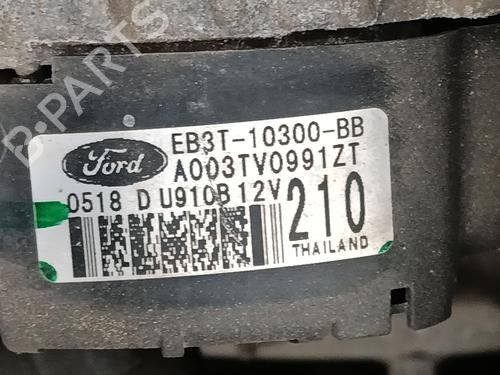 B-PARTS
Ford
EB3T-10300-BB
A003TV0991ZT
0518 D U910B 12V
210
THAILAND